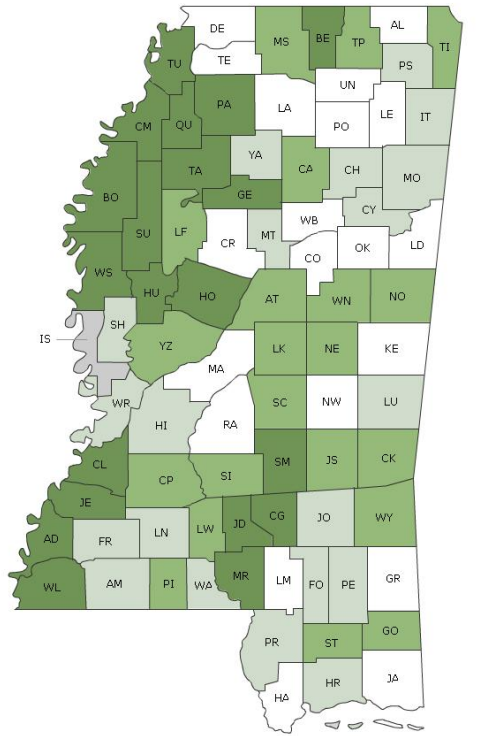 DE
MS
BE
TP
AL
TI
TU
TE
PS
UN
PA
LA
LE
IT
CM
QU
PO
YA
TA
CA
CH
MO
BO
GE
CY
LF
WB
SU
CR
MT
OK
LD
CO
WS
HU
HO
AT
WN
NO
SH
IS
YZ
LK
NE
KE
MA
WR
SC
NW
LU
HI
RA
CL
SM
JS
CK
CP
SI
JE
CG
JO
WY
AD
FR
LN
LW
JD
WL
AM
PI
WA
MR
LM
FO
PE
GR
PR
ST
GO
HR
JA
HA